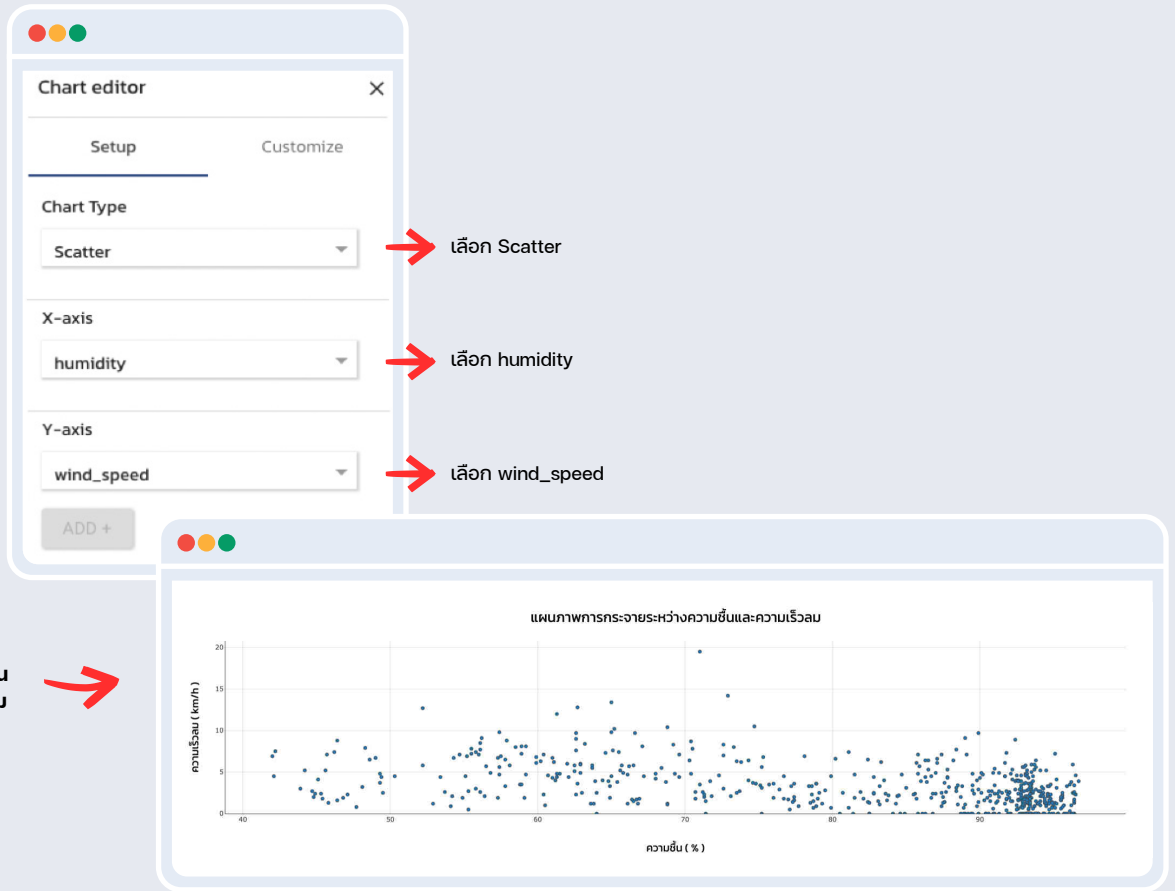 Chart editor
Setup
Customize
Chart Type
Scatter
เลือก Scatter
X-axis
humidity
เลือก humidity
Y-axis
wind_speed
เลือก wind_speed
ADD +
แผนภาพการกระจายระหว่างความชื้นและความเร็วลม
ความเร็วลม ( km/h )
20
15
10
5
0
40
50
60
70
80
90
ความชื้น ( % )